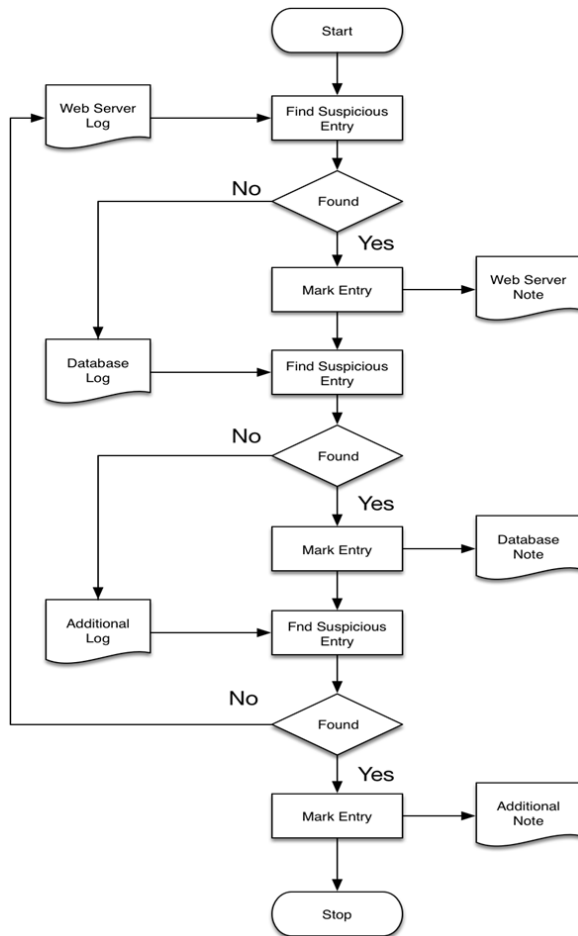 Start
Web Server
Log
Find Suspicious
Entry
No
Found
Yes
Mark Entry
Web Server
Note
Database
Log
Find Suspicious
Entry
No
Found
Yes
Mark Entry
Database
Note
Additional
Log
Fnd Suspicious
Entry
No
Found
Yes
Mark Entry
Additional
Note
Stop